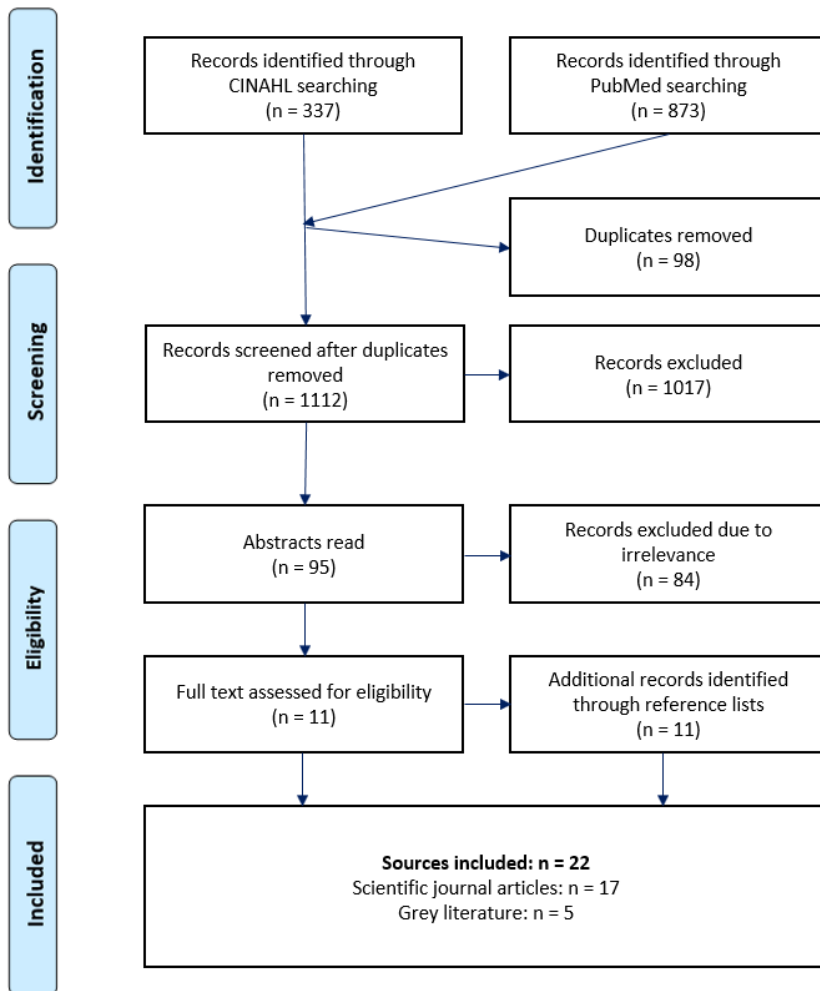 Identification
Records identified through
CINAHL searching
(n = 337)
Records identified through
PubMed searching
(n = 873)
Duplicates removed
(n = 98)
Screening
Records screened after duplicates
removed
(n = 1112)
Records excluded
(n = 1017)
Eligibility
Abstracts read
(n = 95)
Records excluded due to
irrelevance
(n = 84)
Full text assessed for eligibility
(n = 11)
Additional records identified
through reference lists
(n = 11)
Included
Sources included: n = 22
Scientific journal articles: n = 17
Grey literature: n = 5